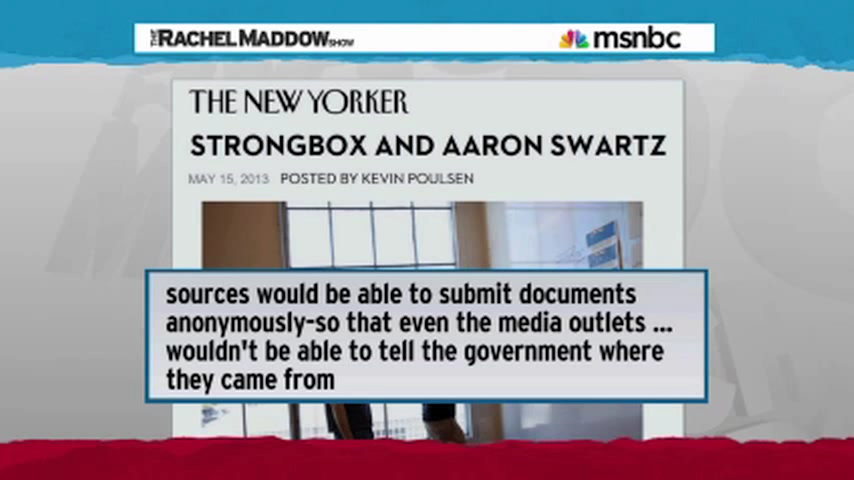 THE RACHEL MADDOW SHOW
msnbc
THE NEW YORKER
STRONGBOX AND AARON SWARTZ
MAY 15, 2013 POSTED BY KEVIN POULSEN
sources would be able to submit documents
anonymously-so that even the media outlets ...
wouldn't be able to tell the government where
they came from